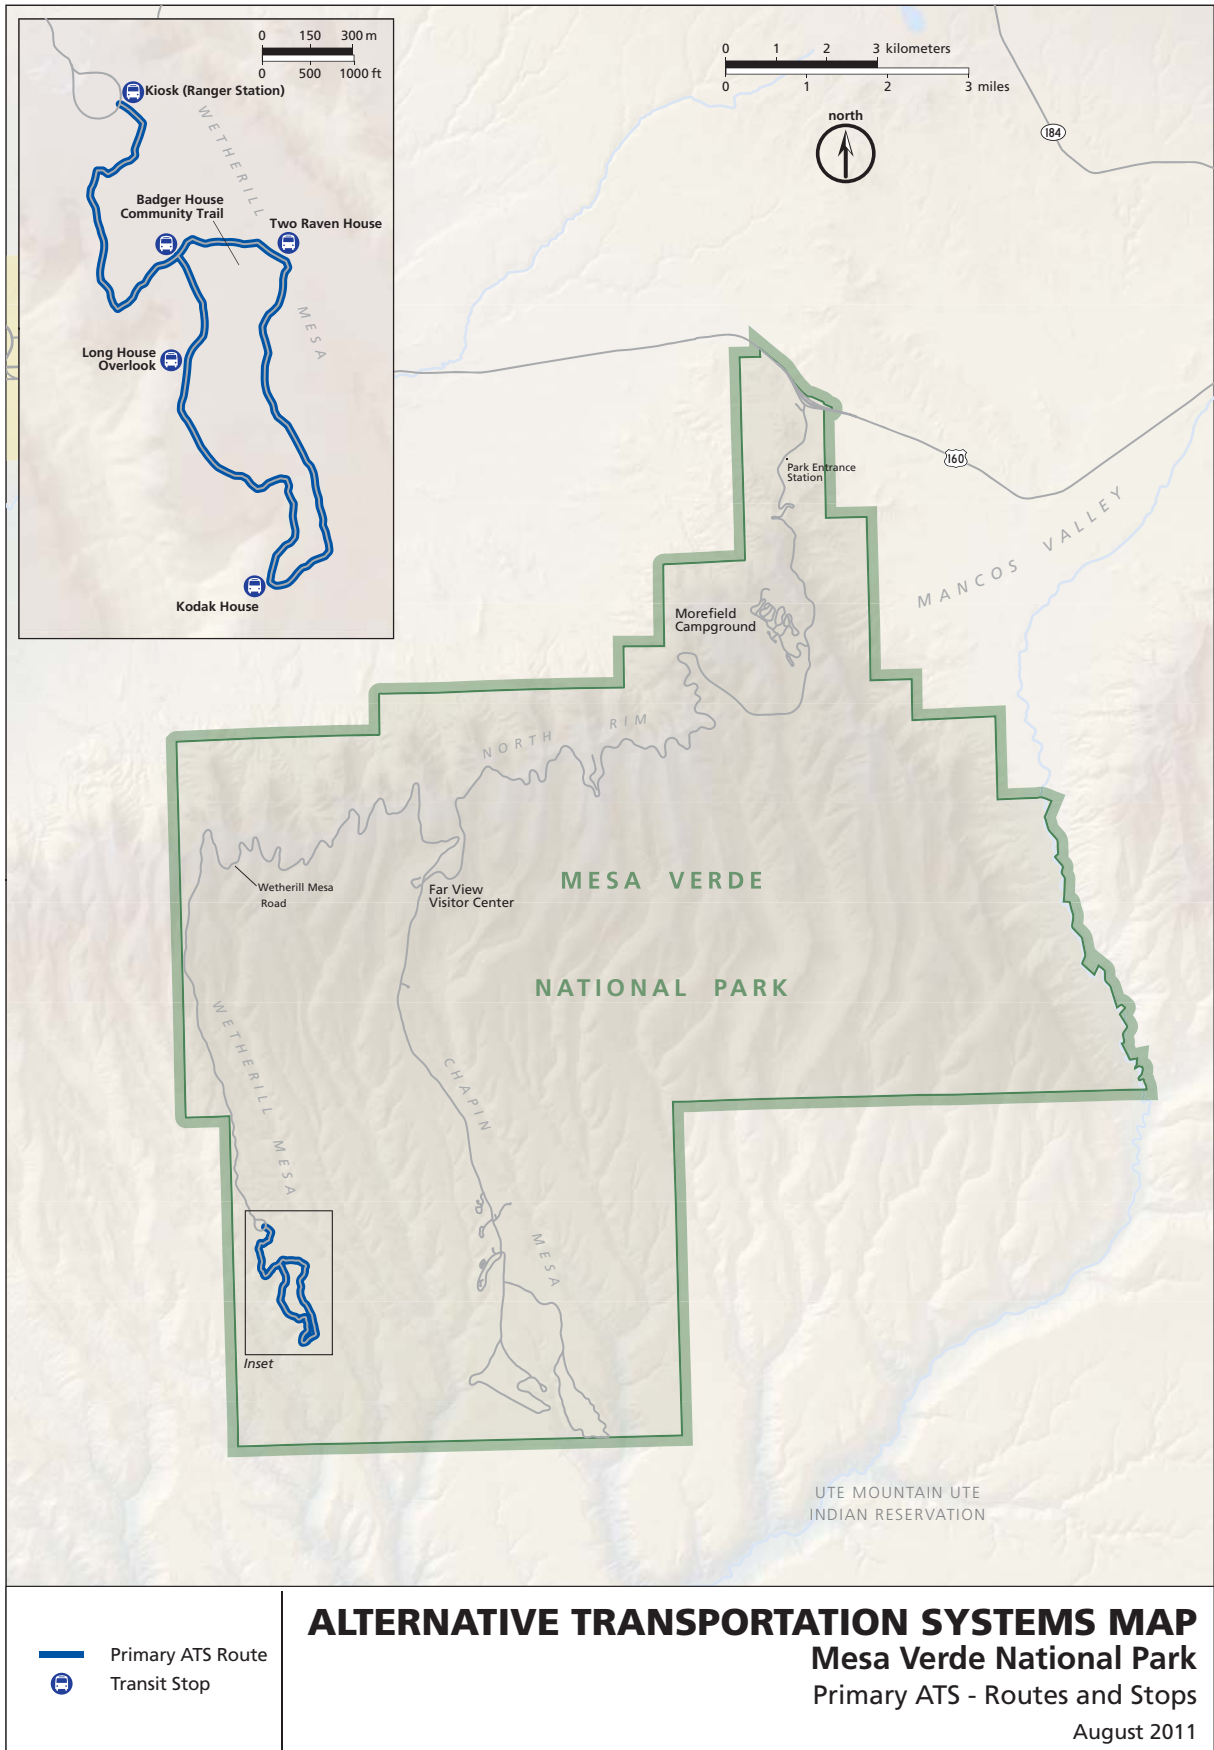 0 150 300 m
0 500 1000 ft
Kiosk (Ranger Station)
WETHERILL
MESA
Badger House
Community Trail
Two Raven House
Long House
Overlook
Kodak House
0 1 2 3 kilometers
0 1 2 3 miles
north
184
160
Park Entrance
Station
MANCOS VALLEY
Morefield
Campground
NORTH RIM
Wetherill Mesa
Road
Far View
Visitor Center
MESA VERDE
NATIONAL PARK
WETHERILL MESA
CHAPIN
MESA
Inset
UTE MOUNTAIN UTE
INDIAN RESERVATION
Primary ATS Route
Transit Stop
ALTERNATIVE TRANSPORTATION SYSTEMS MAP
Mesa Verde National Park
Primary ATS - Routes and Stops
August 2011